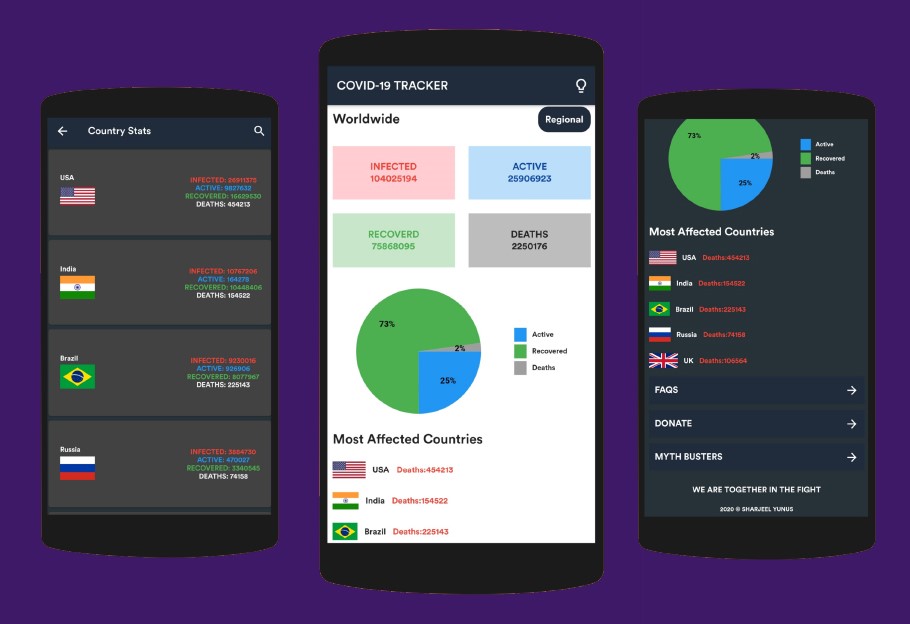 Country Stats
USA
INFECTED: 26911375
ACTIVE: 9827632
RECOVERED: 16629530
DEATHS: 454213
India
INFECTED: 10767206
ACTIVE: 164278
RECOVERED: 10448406
DEATHS: 154522
Brazil
INFECTED: 9230016
ACTIVE: 926906
RECOVERED: 8077967
DEATHS: 225143
Russia
INFECTED: 3884730
ACTIVE: 470027
RECOVERED: 3340545
DEATHS: 74158
COVID-19 TRACKER
Worldwide
Regional
INFECTED
104025194
ACTIVE
25906923
RECOVERD
75868095
DEATHS
2250176
73%
2%
25%
Active
Recovered
Deaths
Most Affected Countries
USA Deaths:454213
India Deaths:154522
Brazil Deaths:225143
73%
2%
25%
Active
Recovered
Deaths
Most Affected Countries
USA Deaths:454213
India Deaths:154522
Brazil Deaths:225143
Russia Deaths:74158
UK Deaths:106564
FAQS
DONATE
MYTH BUSTERS
WE ARE TOGETHER IN THE FIGHT
2020 © SHARJEEL YUNUS